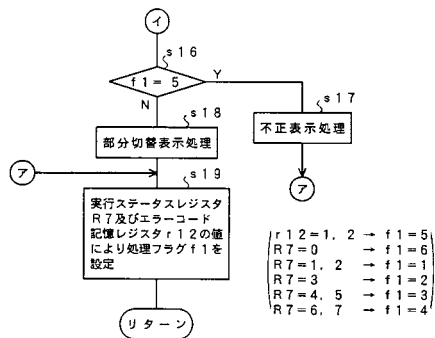 イ
s16
f1=5
Y
N
s17
s18
不正表示処理
部分切替表示処理
ア
ア
s19
実行ステータスレジスタ
R7及びエラーコード
記憶レジスタr12の値
により処理フラグf1を
設定
r12=1, 2 → f1=5
R7=0 → f1=6
R7=1, 2 → f1=1
R7=3 → f1=2
R7=4, 5 → f1=3
R7=6, 7 → f1=4
リターン